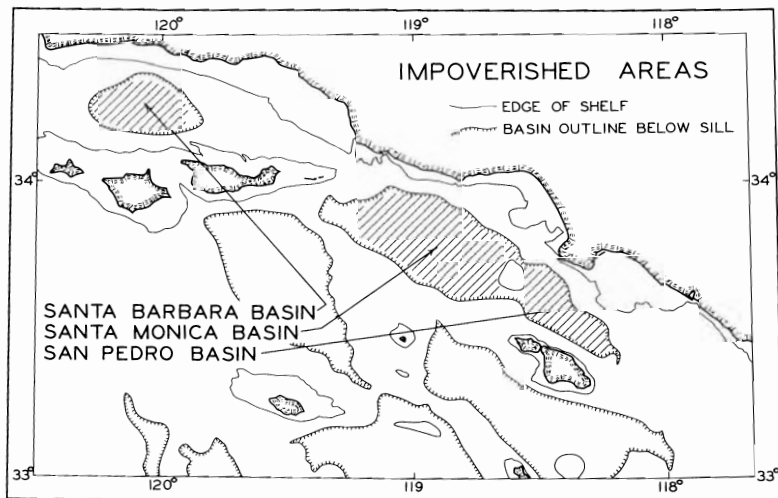 120° 119° 118°
IMPOVERISHED AREAS
EDGE OF SHELF
BASIN OUTLINE BELOW SILL
34° 34°
SANTA BARBARA BASIN
SANTA MONICA BASIN
SAN PEDRO BASIN
33° 33°
120° 119° 118°